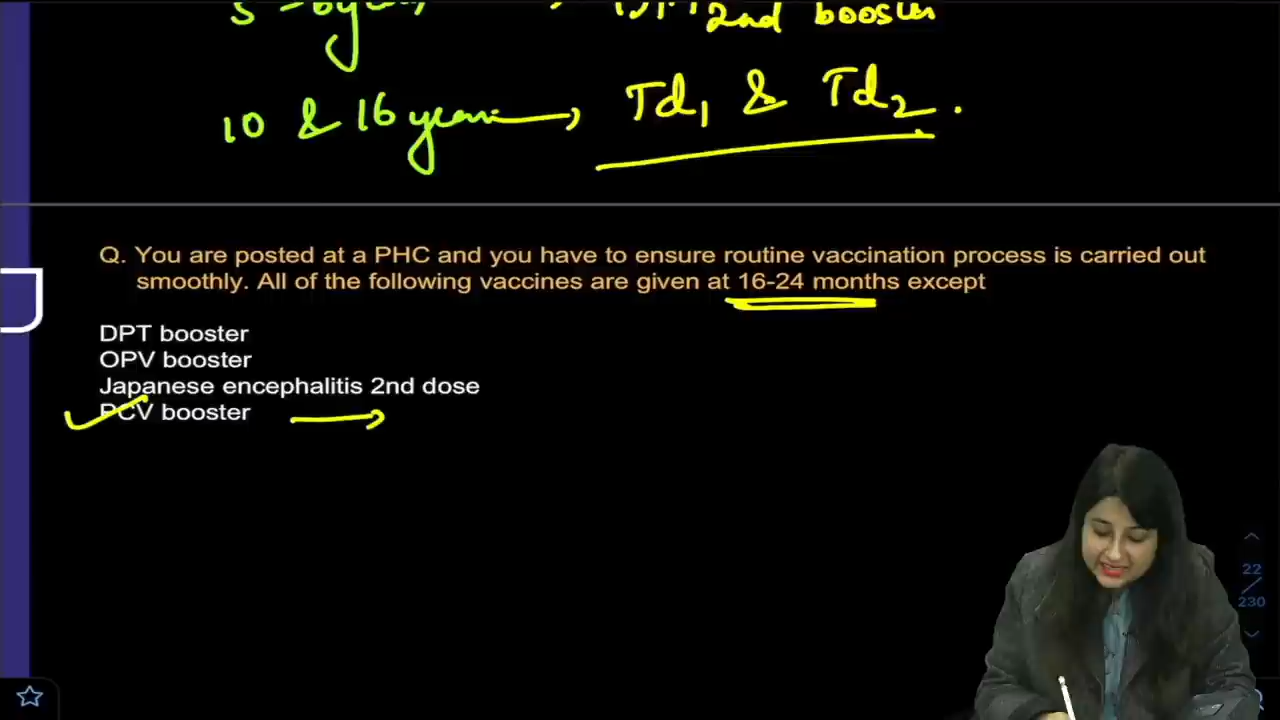 2nd booster
10 & 16 years → Td1 & Td2.
Q. You are posted at a PHC and you have to ensure routine vaccination process is carried out
smoothly. All of the following vaccines are given at 16-24 months except
DPT booster
OPV booster
Japanese encephalitis 2nd dose
PCV booster →
22
230